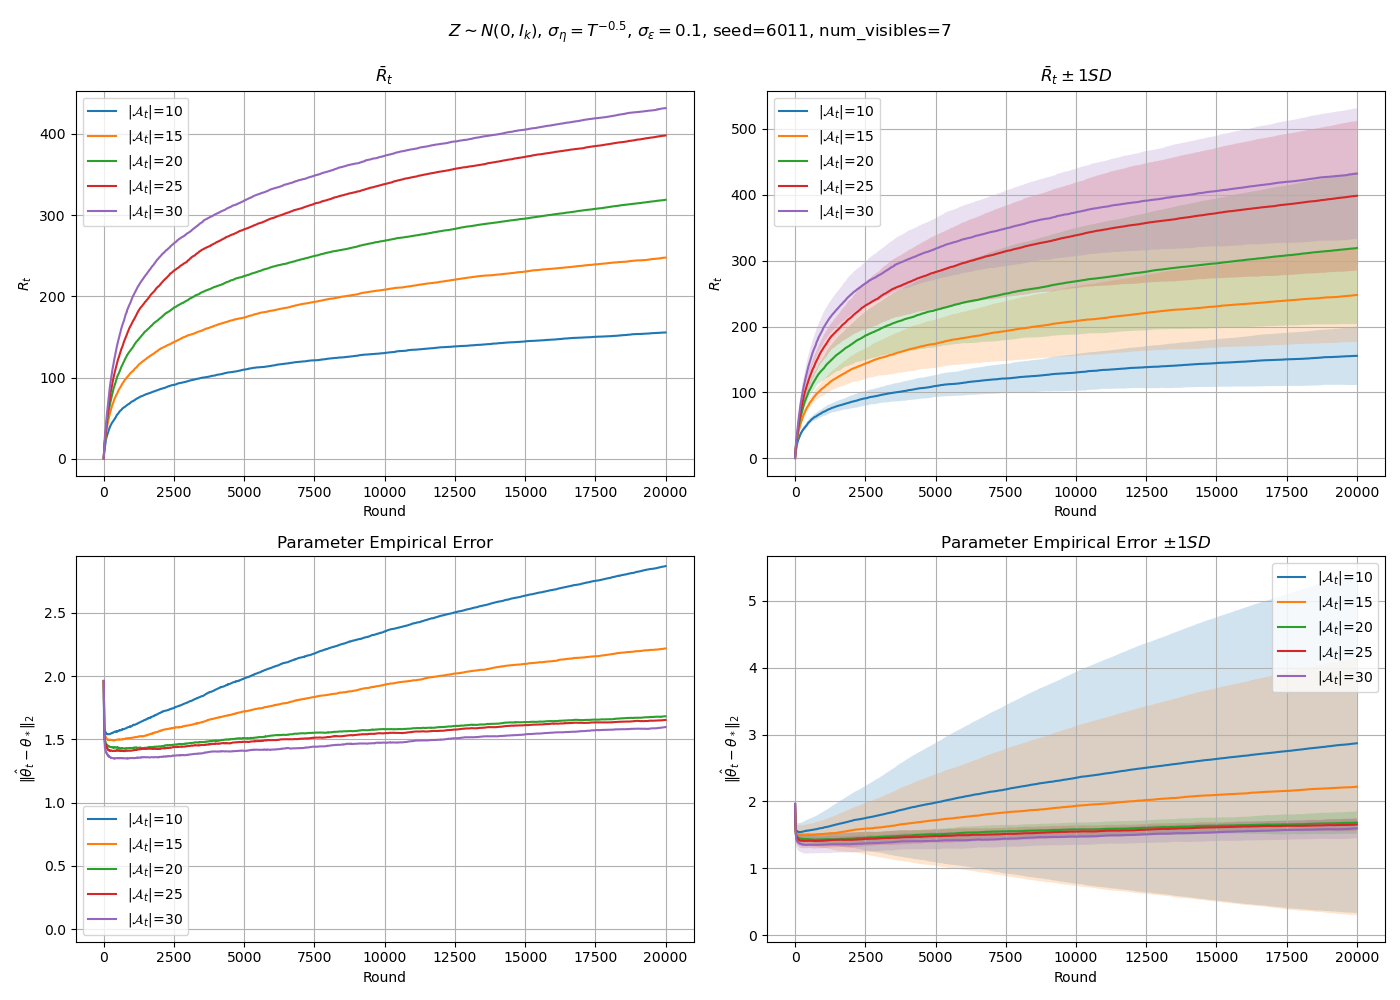 Z ~ N(0, I_k), σ_η = T^{−0.5}, σ_ε = 0.1, seed=6011, num_visibles=7
R̄_t
R_t
400
300
200
100
0
|𝒜_t|=10
|𝒜_t|=15
|𝒜_t|=20
|𝒜_t|=25
|𝒜_t|=30
0 2500 5000 7500 10000 12500 15000 17500 20000
Round
R̄_t ± 1SD
R_t
500
400
300
200
100
0
|𝒜_t|=10
|𝒜_t|=15
|𝒜_t|=20
|𝒜_t|=25
|𝒜_t|=30
0 2500 5000 7500 10000 12500 15000 17500 20000
Round
Parameter Empirical Error
‖θ̂_t − θ_*‖_2
2.5
2.0
1.5
1.0
0.5
0.0
|𝒜_t|=10
|𝒜_t|=15
|𝒜_t|=20
|𝒜_t|=25
|𝒜_t|=30
0 2500 5000 7500 10000 12500 15000 17500 20000
Round
Parameter Empirical Error ±1SD
‖θ̂_t − θ_*‖_2
5
4
3
2
1
0
|𝒜_t|=10
|𝒜_t|=15
|𝒜_t|=20
|𝒜_t|=25
|𝒜_t|=30
0 2500 5000 7500 10000 12500 15000 17500 20000
Round